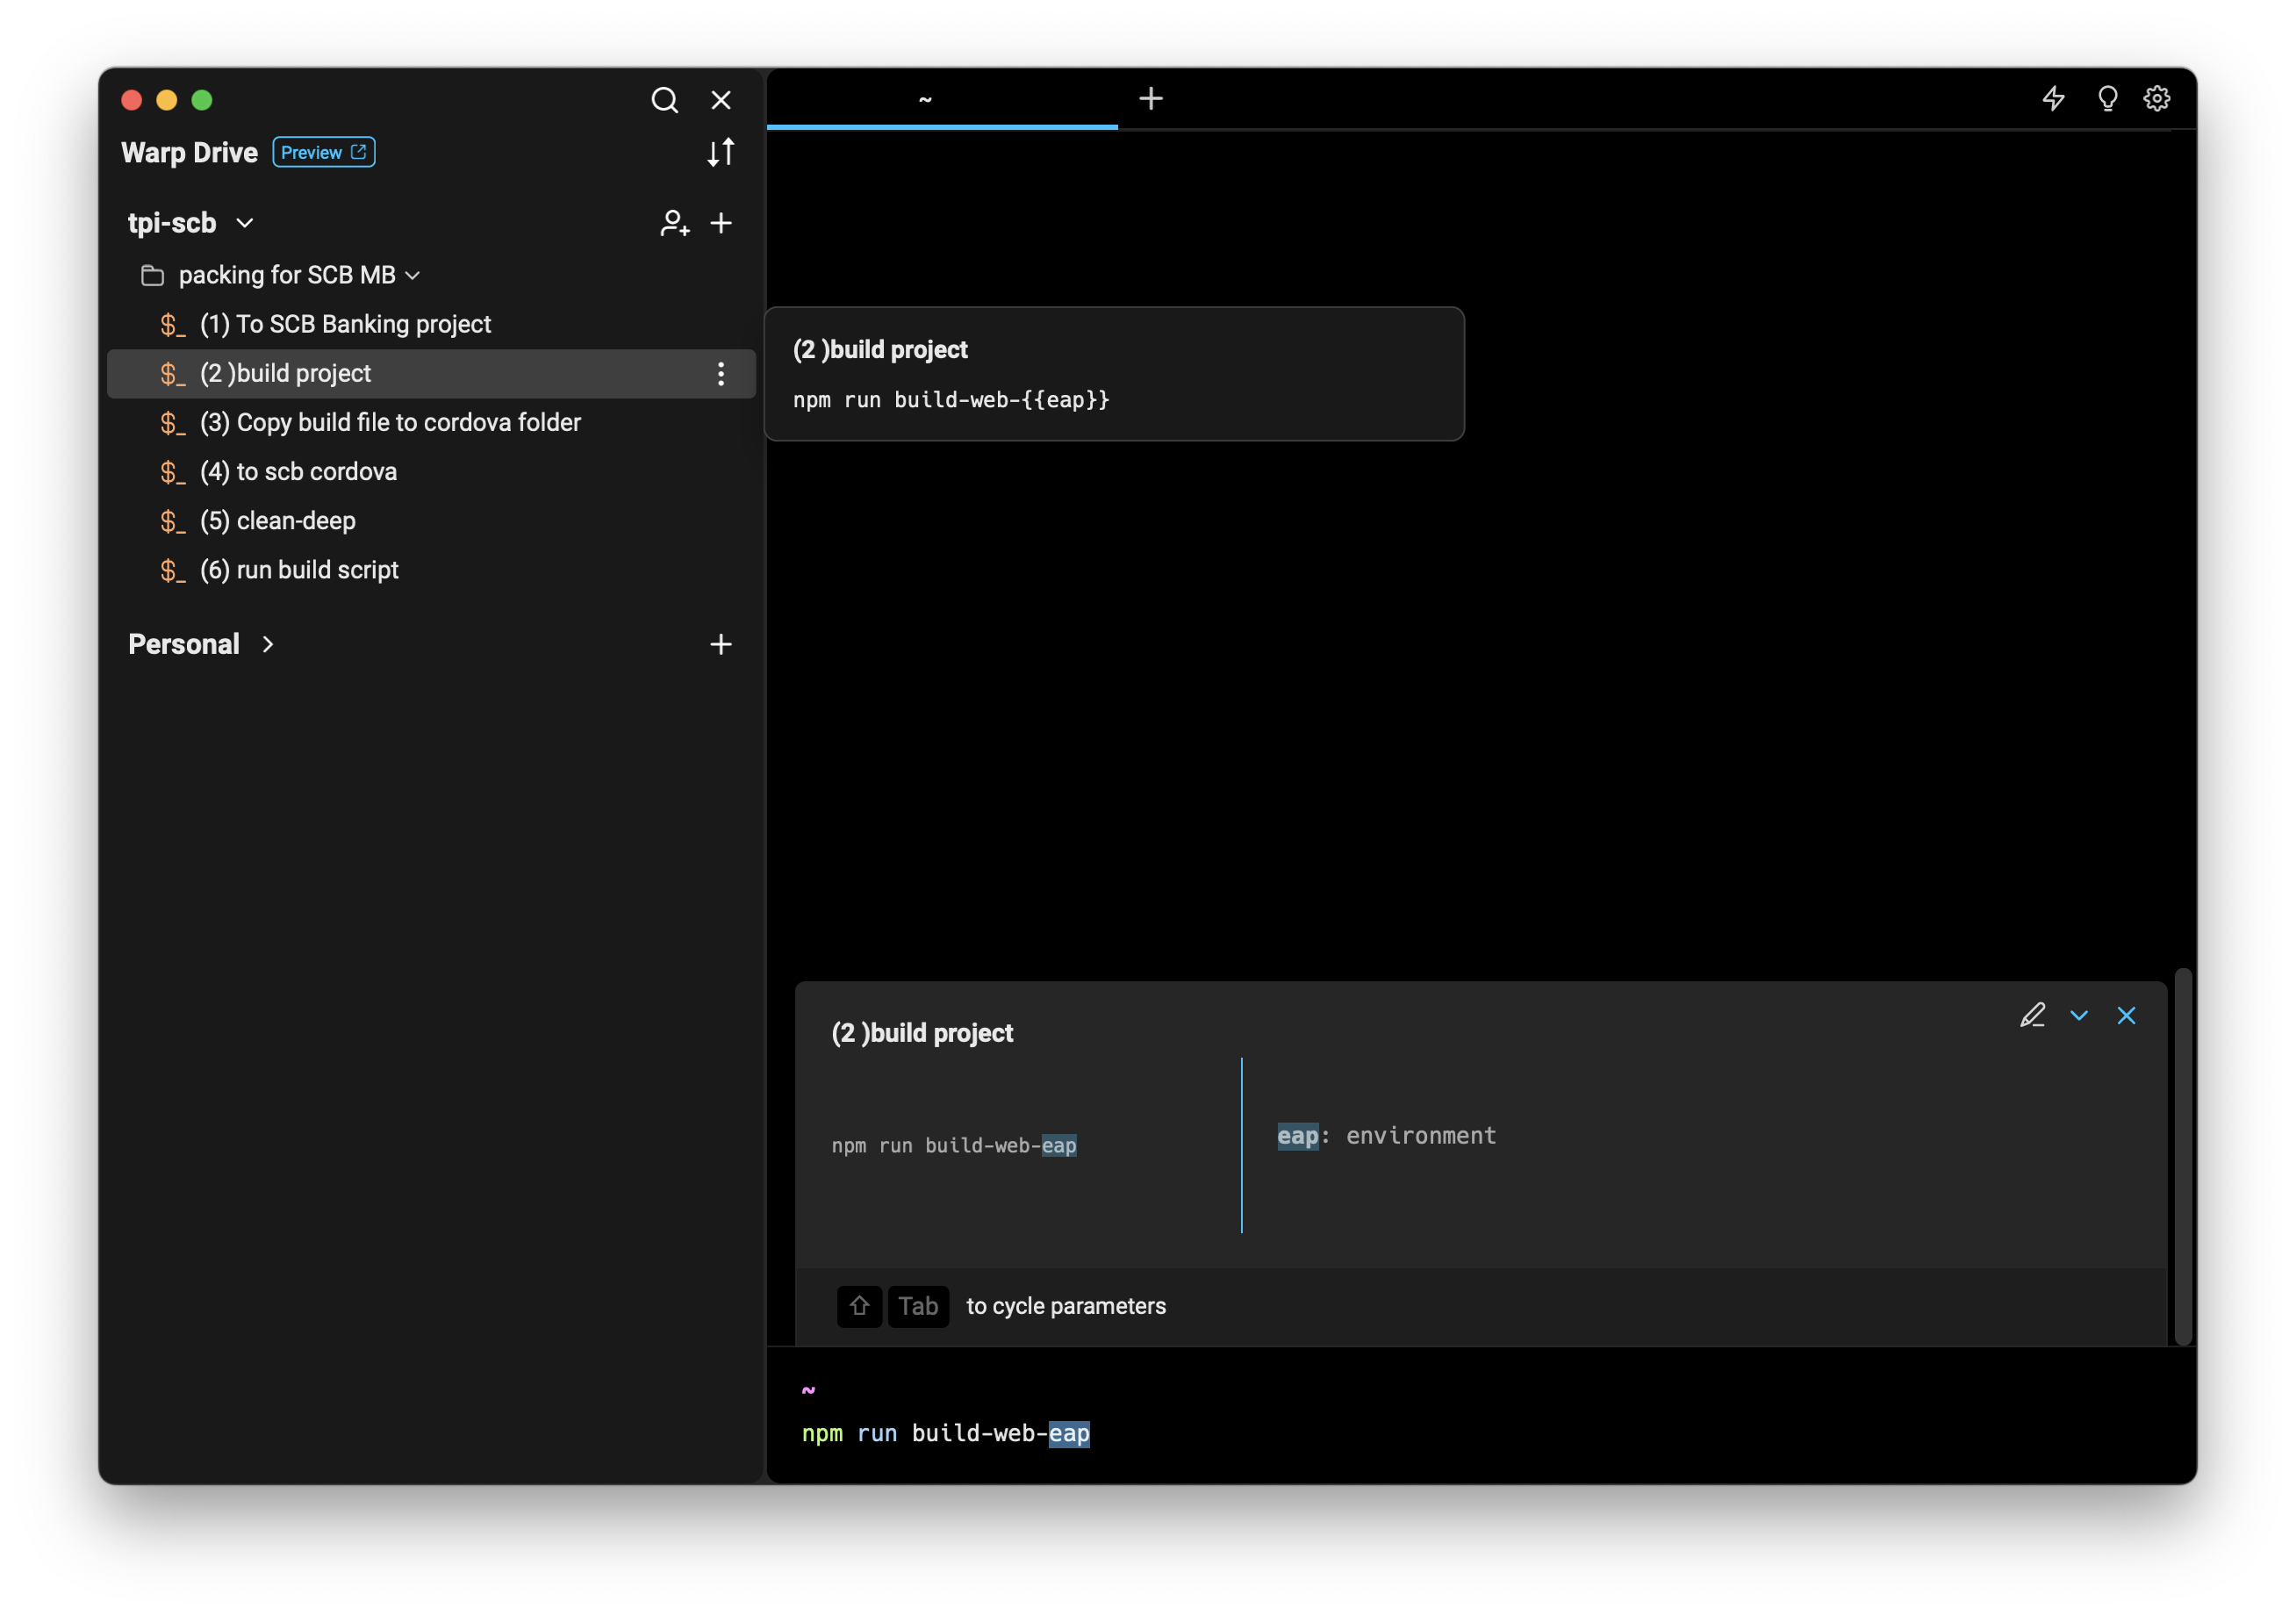 Warp Drive Preview
tpi-scb
packing for SCB MB
$_ (1) To SCB Banking project
$_ (2 )build project
$_ (3) Copy build file to cordova folder
$_ (4) to scb cordova
$_ (5) clean-deep
$_ (6) run build script
Personal
~
(2 )build project
npm run build-web-{{eap}}
(2 )build project
npm run build-web-eap
eap: environment
Tab to cycle parameters
~
npm run build-web-eap